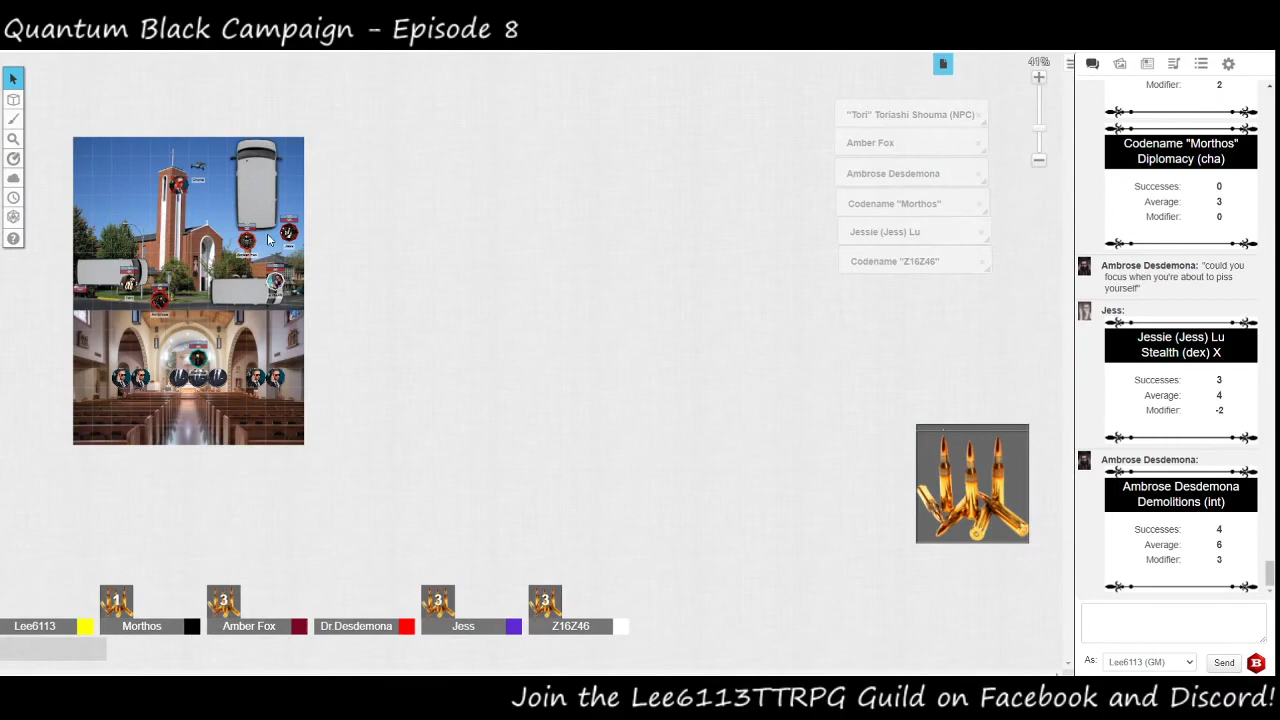 Quantum Black Campaign - Episode 8
41%
"Tori" Toriashi Shouma (NPC)
Amber Fox
Ambrose Desdemona
Codename "Morthos"
Jessie (Jess) Lu
Codename "Z16Z46"
Modifier: 2
Codename "Morthos"
Diplomacy (cha)
Successes: 0
Average: 3
Modifier: 0
Ambrose Desdemona: "could you
focus when you're about to piss
yourself"
Jess:
Jessie (Jess) Lu
Stealth (dex) X
Successes: 3
Average: 4
Modifier: -2
Ambrose Desdemona:
Ambrose Desdemona
Demolitions (int)
Successes: 4
Average: 6
Modifier: 3
As: Lee6113 (GM) Send
1 3 3 3
Lee6113 Morthos Amber Fox Dr.Desdemona Jess Z16Z46
Join the Lee6113TTRPG Guild on Facebook and Discord!